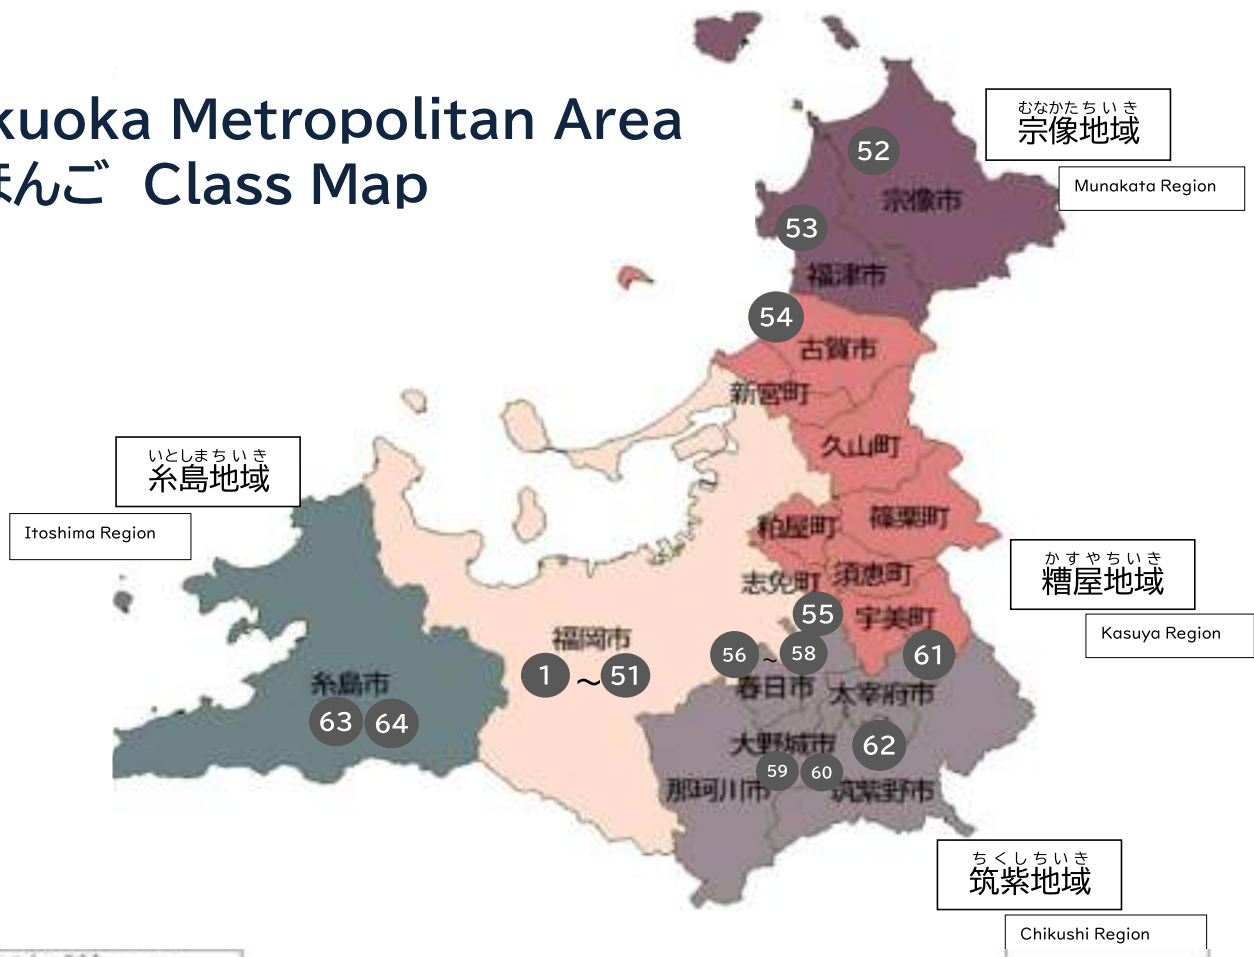 kuoka Metropolitan Area
ほんご Class Map
むなかたちいき
宗像地域
Munakata Region
52
宗像市
53
福津市
54
古賀市
新宮町
久山町
いとしまちいき
糸島地域
Itoshima Region
粕屋町
篠栗町
かすやちいき
糟屋地域
Kasuya Region
志免町
須恵町
55
宇美町
福岡市
1 ～ 51
56 ~ 58
61
糸島市
63 64
春日市
太宰府市
大野城市
62
59 60
那珂川市
筑紫野市
ちくしちいき
筑紫地域
Chikushi Region